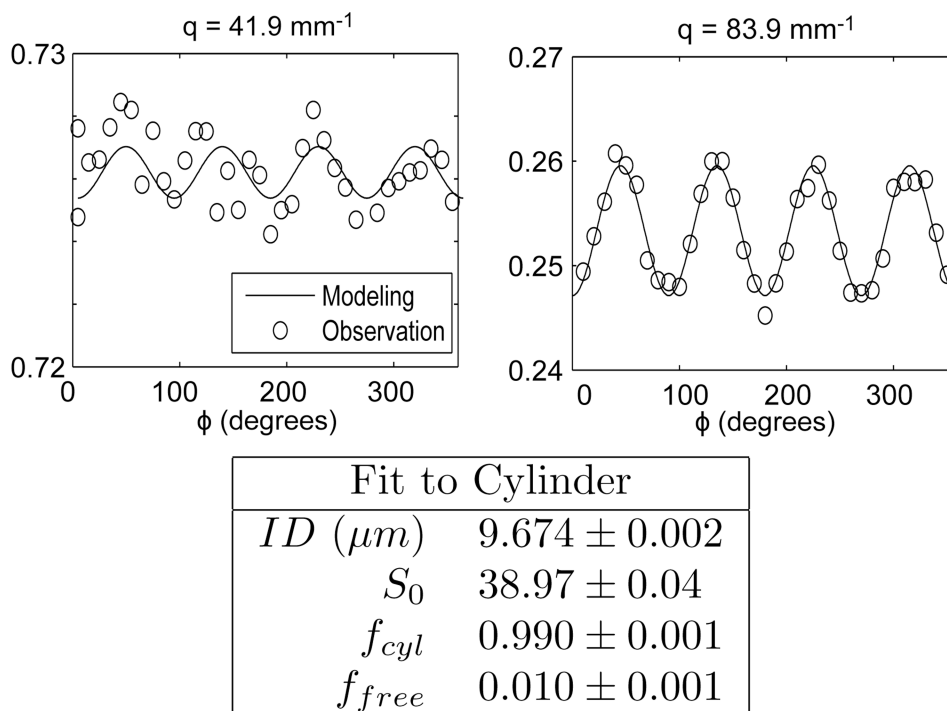 q = 41.9 mm-1
0.73
0.72
0 100 200 300
ϕ (degrees)
Modeling
Observation
q = 83.9 mm-1
0.27
0.26
0.25
0.24
0 100 200 300
ϕ (degrees)
Fit to Cylinder
ID (μm) 9.674 ± 0.002
S0 38.97 ± 0.04
fcyl 0.990 ± 0.001
ffree 0.010 ± 0.001